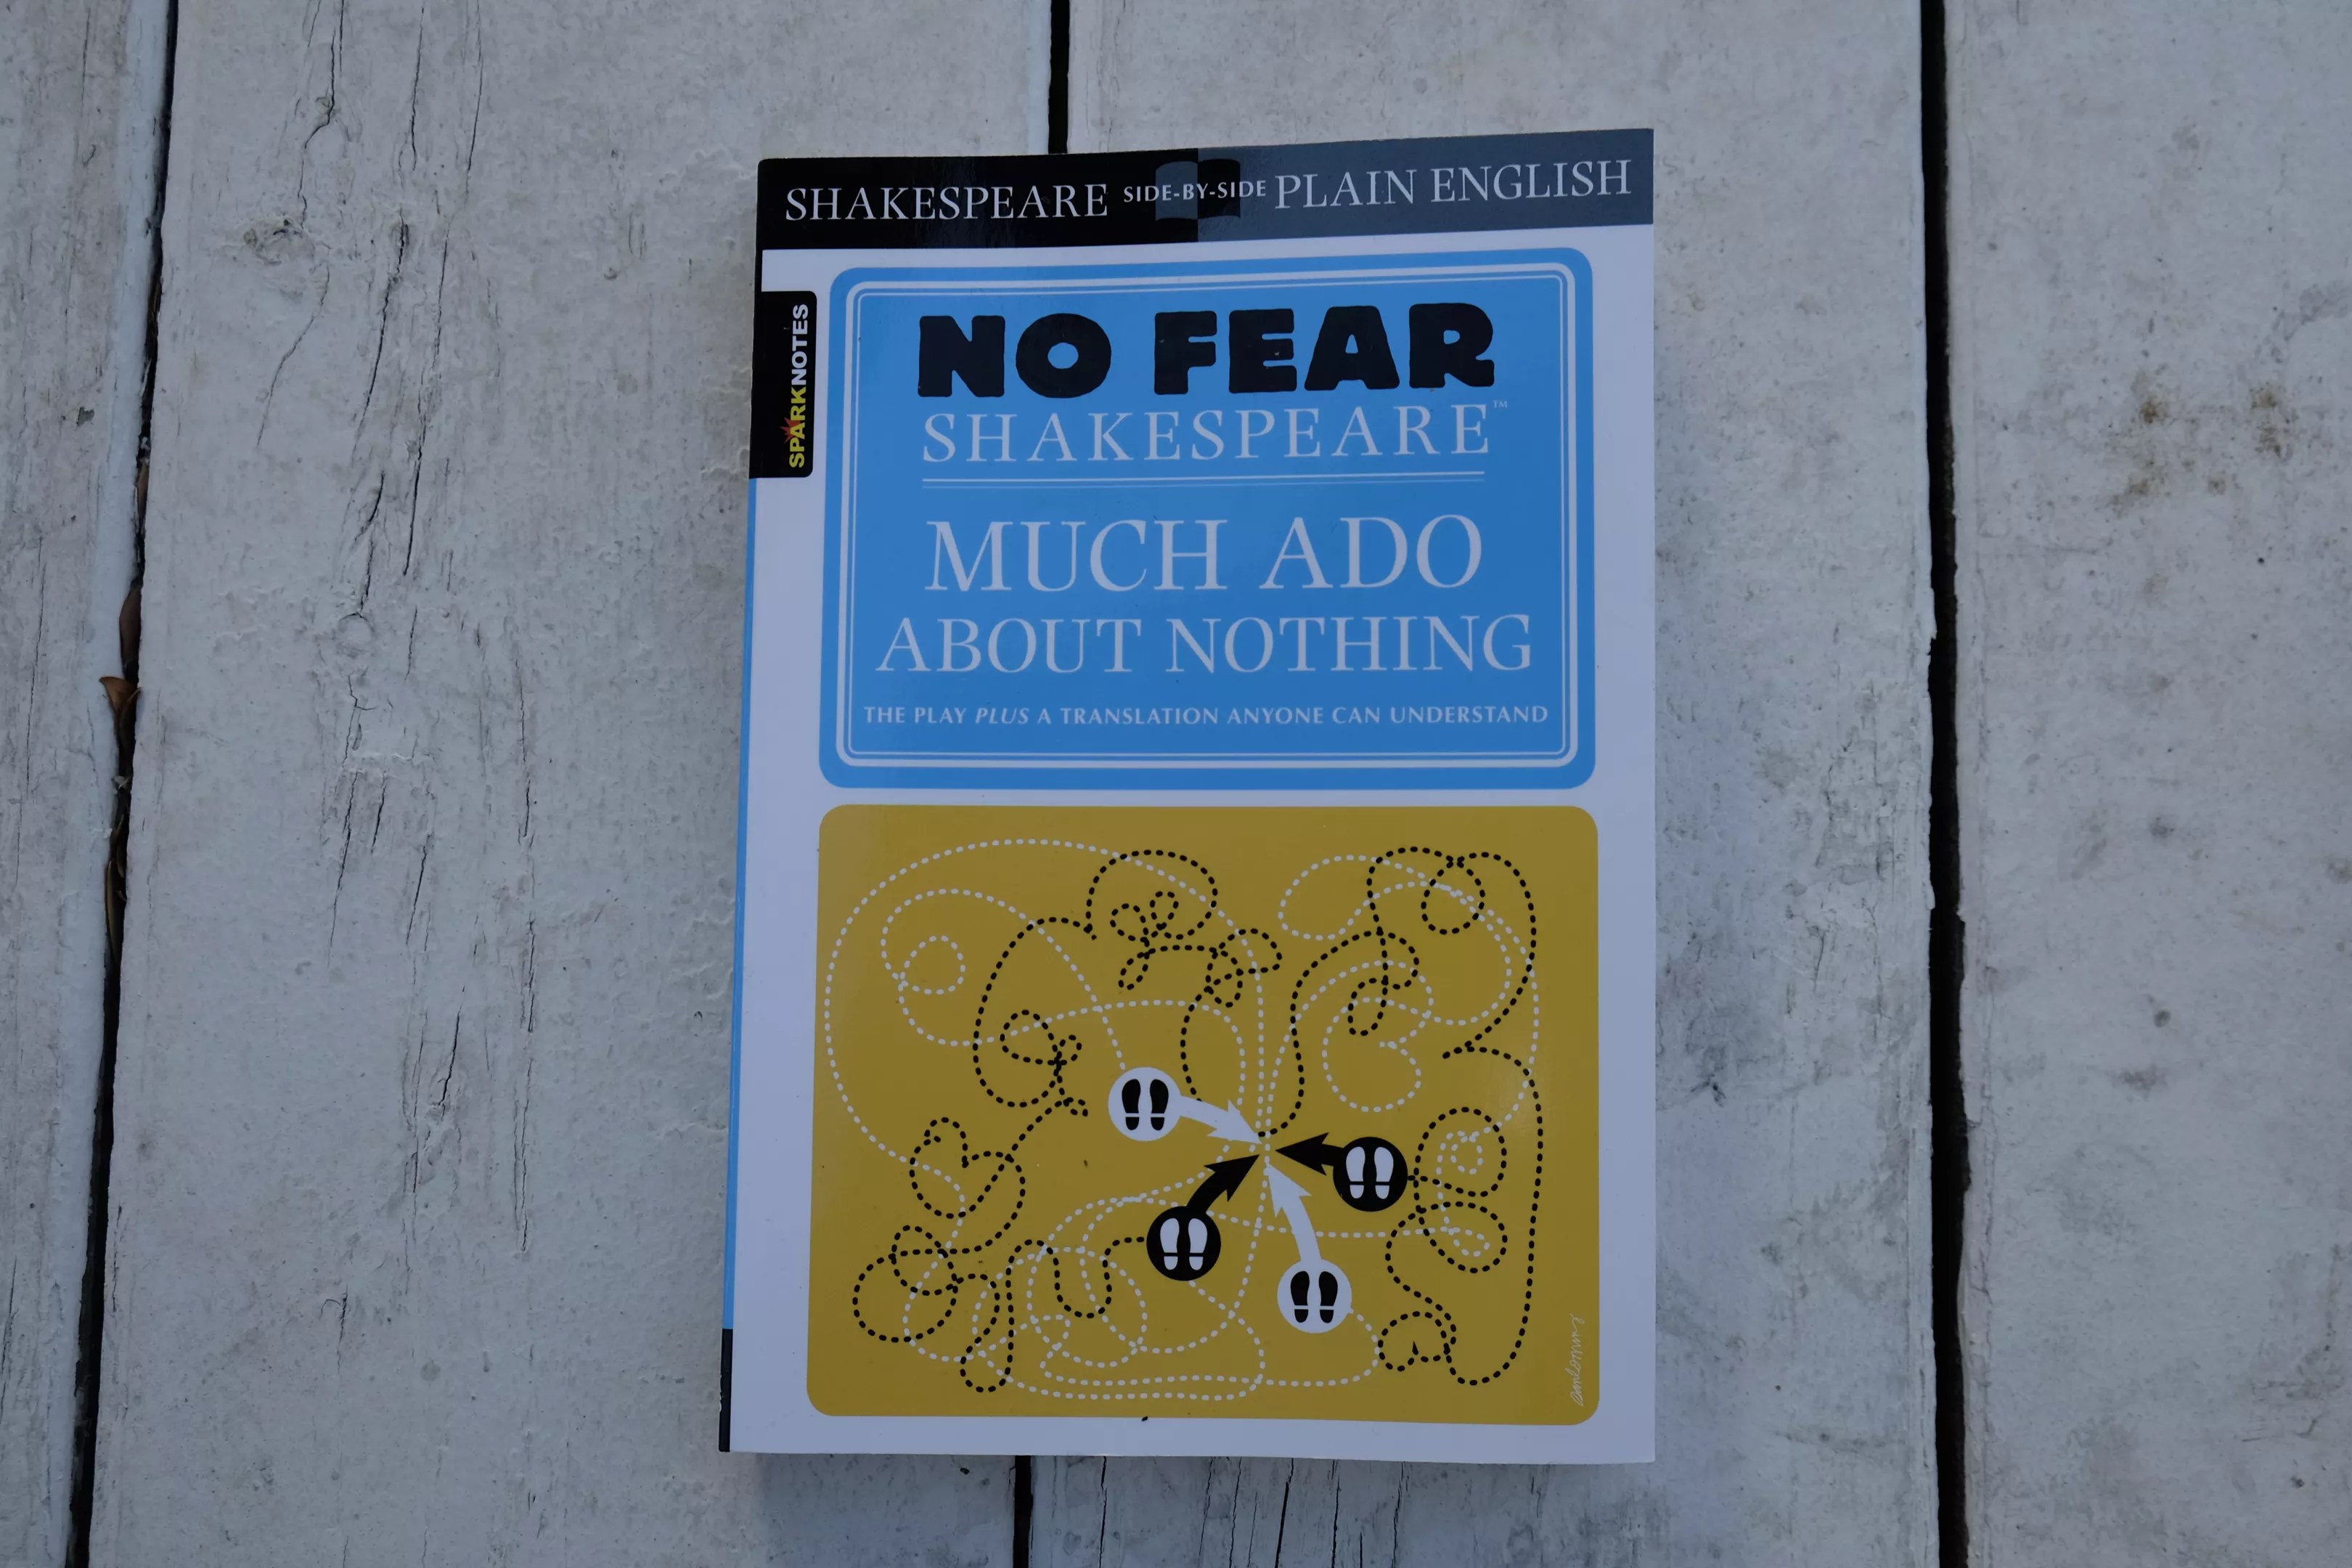 SHAKESPEARE SIDE-BY-SIDE PLAIN ENGLISH
SPARKNOTES
NO FEAR
SHAKESPEARE™
MUCH ADO
ABOUT NOTHING
THE PLAY PLUS A TRANSLATION ANYONE CAN UNDERSTAND